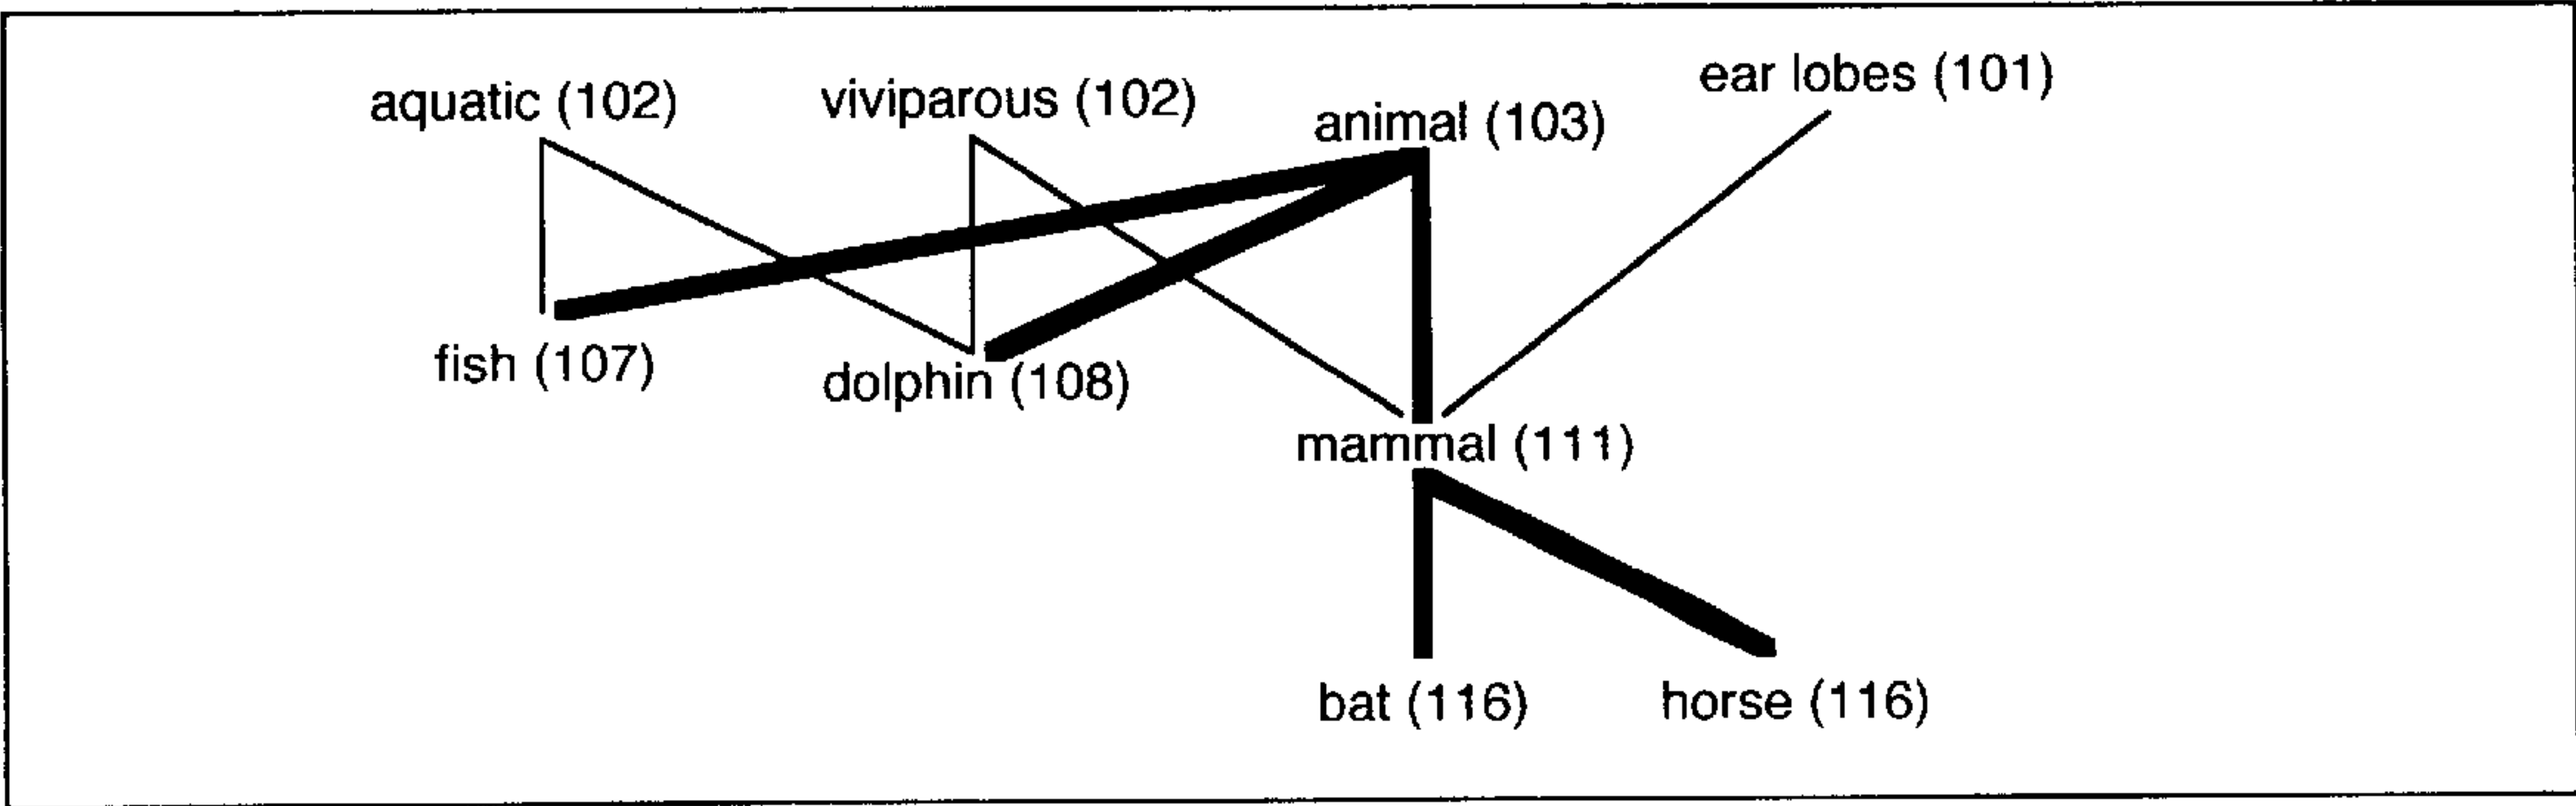 aquatic (102)
viviparous (102)
animal (103)
ear lobes (101)
fish (107)
dolphin (108)
mammal (111)
bat (116)
horse (116)